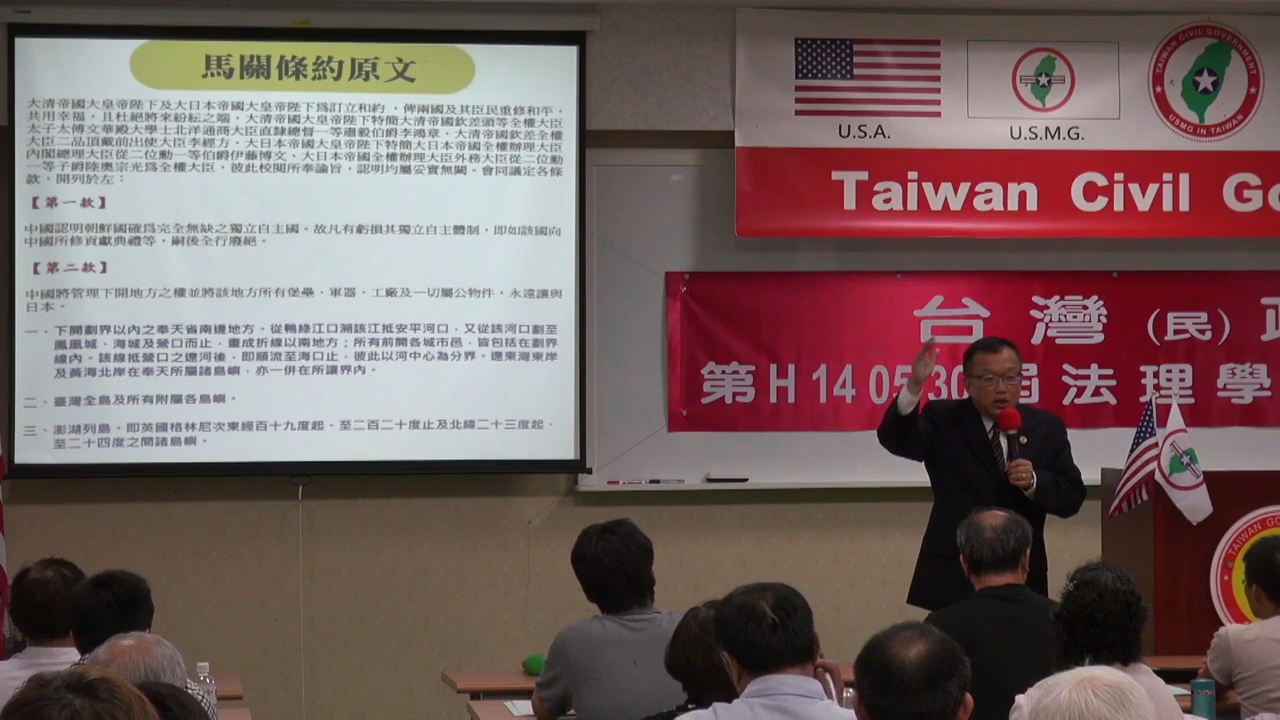 馬關條約原文
大清帝國大皇帝陛下及大日本帝國大皇帝陛下爲訂立和約，俾兩國及其臣民重修和平，
共用幸福，且杜絕將來紛紜之端，大清帝國大皇帝陛下特簡大清帝國欽差頭等全權大臣
太子太傅文華殿大學士北洋通商大臣直隸總督一等肅毅伯爵李鴻章、大清帝國欽差全權
大臣二品頂戴前出使大臣李經方、大日本帝國大皇帝陛下特簡大日本帝國全權辦理大臣
內閣總理大臣從二位勳一等伯爵伊藤博文、大日本帝國全權辦理大臣外務大臣從二位勳
一等子爵陸奧宗光爲全權大臣，彼此校閱所奉諭旨，認明均屬妥實無闕。會同議定各條
款，開列於左：
【第一款】
中國認明朝鮮國確爲完全無缺之獨立自主國。故凡有虧損其獨立自主體制，即如該國向
中國所修貢獻典禮等，嗣後全行廢絕。
【第二款】
中國將管理下開地方之權並將該地方所有堡壘、軍器、工廠及一切屬公物件，永遠讓與
日本。
一、下開劃界以內之奉天省南邊地方。從鴨綠江口溯該江抵安平河口，又從該河口劃至
鳳凰城、海城及營口而止，畫成折線以南地方；所有前開各城市邑，皆包括在劃界
線內。該線抵營口之遼河後，即順流至海口止，彼此以河中心爲分界。遼東灣東岸
及黃海北岸在奉天所屬諸島嶼，亦一併在所讓界內。
二、臺灣全島及所有附屬各島嶼。
三、澎湖列島。即英國格林尼次東經百十九度起、至二百二十度止及北緯二十三度起、
至二十四度之間諸島嶼。
U.S.A.
U.S.M.G.
TAIWAN CIVIL GOVERNMENT
USMG IN TAIWAN
Taiwan Civil Go
台灣（民）政
第H 14 05 30 屆法理學
TAIWAN GO